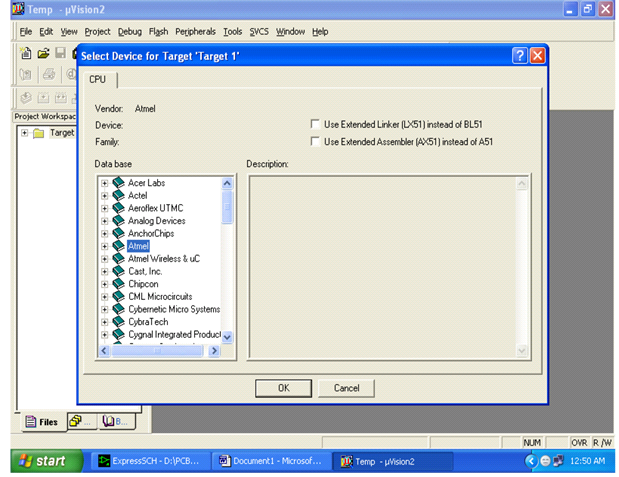 Temp - µVision2
File Edit View Project Debug Flash Peripherals Tools SVCS Window Help
Select Device for Target 'Target 1'
CPU
Vendor: Atmel
Device:
Family:
Use Extended Linker (LX51) instead of BL51
Use Extended Assembler (AX51) instead of A51
Data base
Description:
Acer Labs
Actel
Aeroflex UTMC
Analog Devices
AnchorChips
Atmel
Atmel Wireless & uC
Cast, Inc.
Chipcon
CML Microcircuits
Cybernetic Micro Systems
CybraTech
Cygnal Integrated Product
OK
Cancel
Project Workspac
Target
Files
...
B...
NUM
OVR R/W
start
ExpressSCH - D:\PCB...
Document1 - Microsof...
Temp - µVision2
12:50 AM